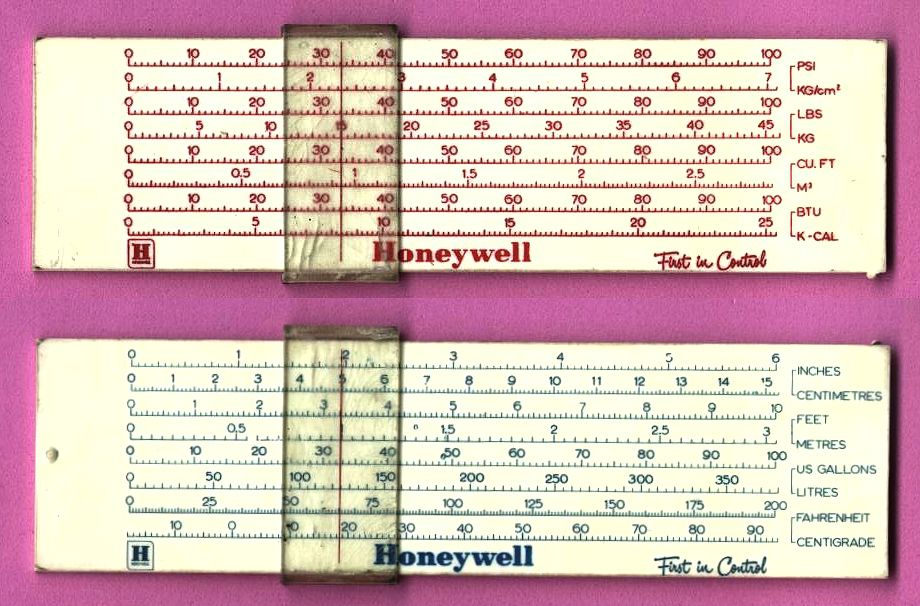 0 10 20 30 40 50 60 70 80 90 100 PSI
0 1 2 3 4 5 6 7 KG/cm²
0 10 20 30 40 50 60 70 80 90 100 LBS
0 5 10 15 20 25 30 35 40 45 KG
0 10 20 30 40 50 60 70 80 90 100 CU. FT
0 0.5 1 1.5 2 2.5 M³
0 10 20 30 40 50 60 70 80 90 100 BTU
0 5 10 15 20 25 K-CAL
H Honeywell First in Control
0 1 2 3 4 5 6 INCHES
0 1 2 3 4 5 6 7 8 9 10 11 12 13 14 15 CENTIMETRES
0 1 2 3 4 5 6 7 8 9 10 FEET
0 0.5 1 1.5 2 2.5 3 METRES
0 10 20 30 40 50 60 70 80 90 100 US GALLONS
50 100 150 200 250 300 350 LITRES
0 25 50 75 100 125 150 175 200 FAHRENHEIT
10 0 10 20 30 40 50 60 70 80 90 CENTIGRADE
H Honeywell First in Control